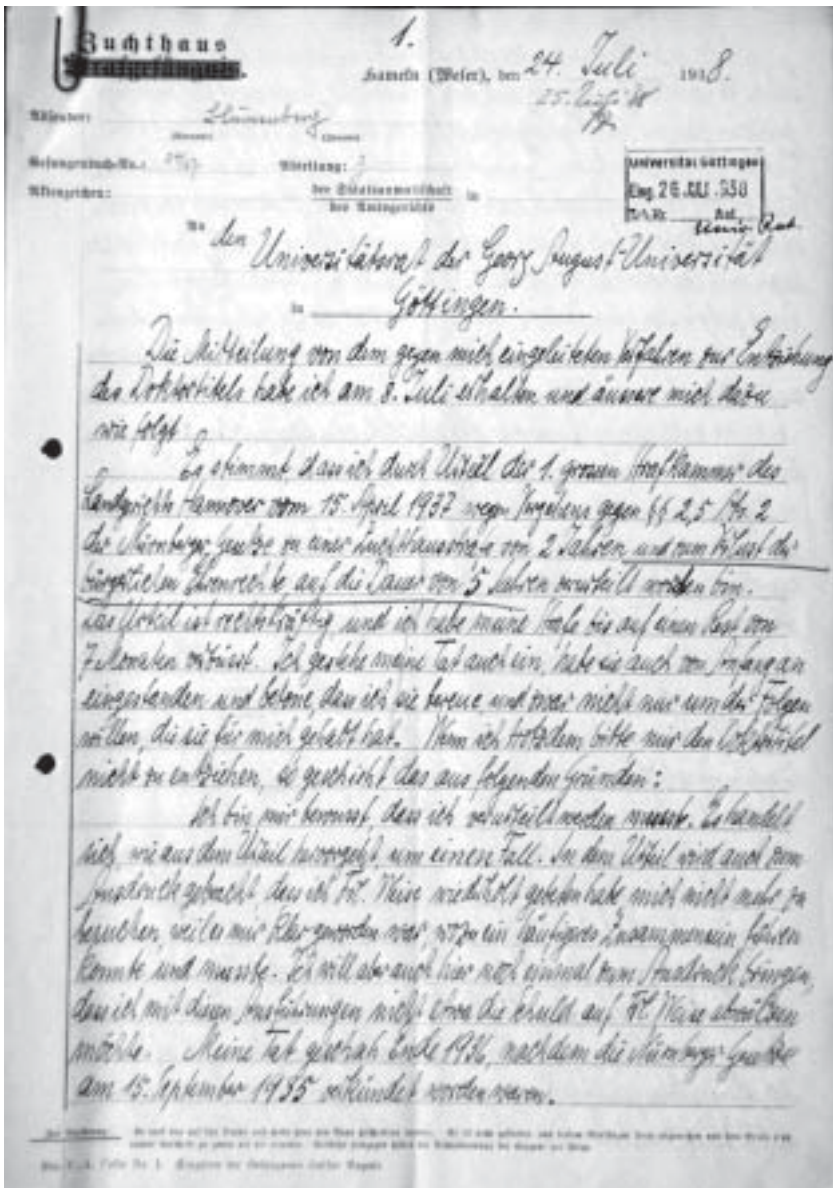 Zuchthaus
1.
Hameln (Weser), den 24. Juli 1938.
25. Juli 38
Absender:
Gefangenbuch-Nr.: Abteilung:
Aktenzeichen: der Staatsanwaltschaft in
des Amtsgerichts
Universität Göttingen
Eing. 26. JULI 1938
An den Universitätsrat der Georg August-Universität
in Göttingen.
Die Mitteilung von dem gegen mich eingeleiteten Verfahren zur Entziehung
des Doktortitels habe ich am 8. Juli erhalten und äussere mich dazu
wie folgt
Es stimmt, dass ich durch Urteil der 1. grossen Strafkammer des
Landgerichts Hannover vom 15. April 1937 wegen Vergehens gegen §§ 2, 5 Abs. 2
der Nürnberger Gesetze zu einer Zuchthausstrafe von 2 Jahren und zum Verlust der
bürgerlichen Ehrenrechte auf die Dauer von 5 Jahren verurteilt worden bin.
Das Urteil ist rechtskräftig und ich habe meine Strafe bis auf einen Rest von
7 Monaten verbüsst. Ich gestehe meine Tat auch ein, habe sie auch von Anfang an
eingestanden und betone, dass ich sie bereue und zwar nicht nur um der Folgen
willen, die sie für mich gehabt hat. Wenn ich trotzdem bitte mir den Doktortitel
nicht zu entziehen, so geschieht das aus folgenden Gründen:
Ich bin mir bewusst, dass ich verurteilt werden musste. Es handelt
sich, wie aus dem Urteil hervorgeht, um einen Fall. In dem Urteil wird auch zum
Ausdruck gebracht, dass ich Frl. Weise wiederholt gebeten habe mich nicht mehr zu
besuchen, weil es mir klar geworden war, wozu ein häufigeres Zusammensein führen
konnte und musste. Ich will aber auch hier noch einmal zum Ausdruck bringen,
dass ich mit diesen Ausführungen nicht etwa die Schuld auf Frl. Weise abwälzen
möchte. Meine Tat geschah Ende 1936, nachdem die Nürnberger Gesetze
am 15. September 1935 verkündet worden waren.